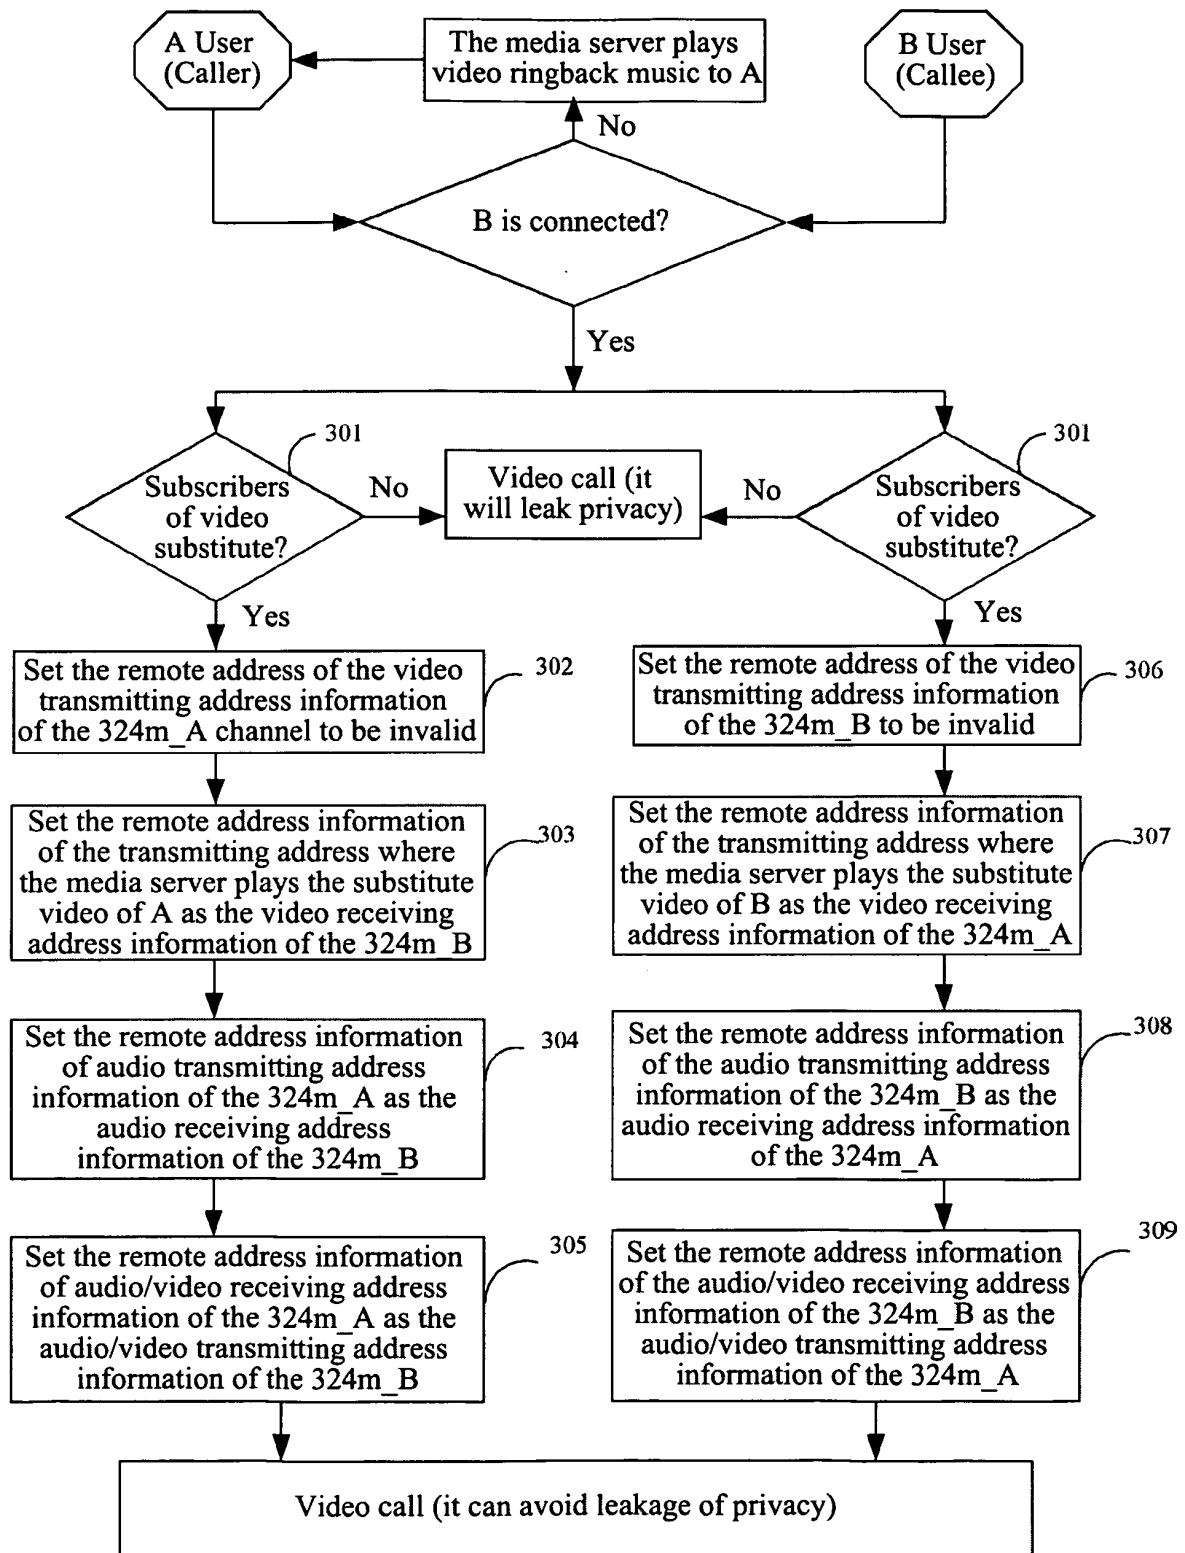 A User
(Caller)
The media server plays
video ringback music to A
B User
(Callee)
No
B is connected?
Yes
301
Subscribers
of video
substitute?
No
Video call (it
will leak privacy)
No
301
Subscribers
of video
substitute?
Yes
Yes
Set the remote address of the video
transmitting address information
of the 324m_A channel to be invalid
302
Set the remote address of the video
transmitting address information
of the 324m_B to be invalid
306
Set the remote address information
of the transmitting address where
the media server plays the substitute
video of A as the video receiving
address information of the 324m_B
303
Set the remote address information
of the transmitting address where
the media server plays the substitute
video of B as the video receiving
address information of the 324m_A
307
Set the remote address information
of audio transmitting address
information of the 324m_A as the
audio receiving address
information of the 324m_B
304
Set the remote address information
of the audio transmitting address
information of the 324m_B as the
audio receiving address information
of the 324m_A
308
Set the remote address information
of audio/video receiving address
information of the 324m_A as the
audio/video transmitting address
information of the 324m_B
305
Set the remote address information
of the audio/video receiving address
information of the 324m_B as the
audio/video transmitting address
information of the 324m_A
309
Video call (it can avoid leakage of privacy)